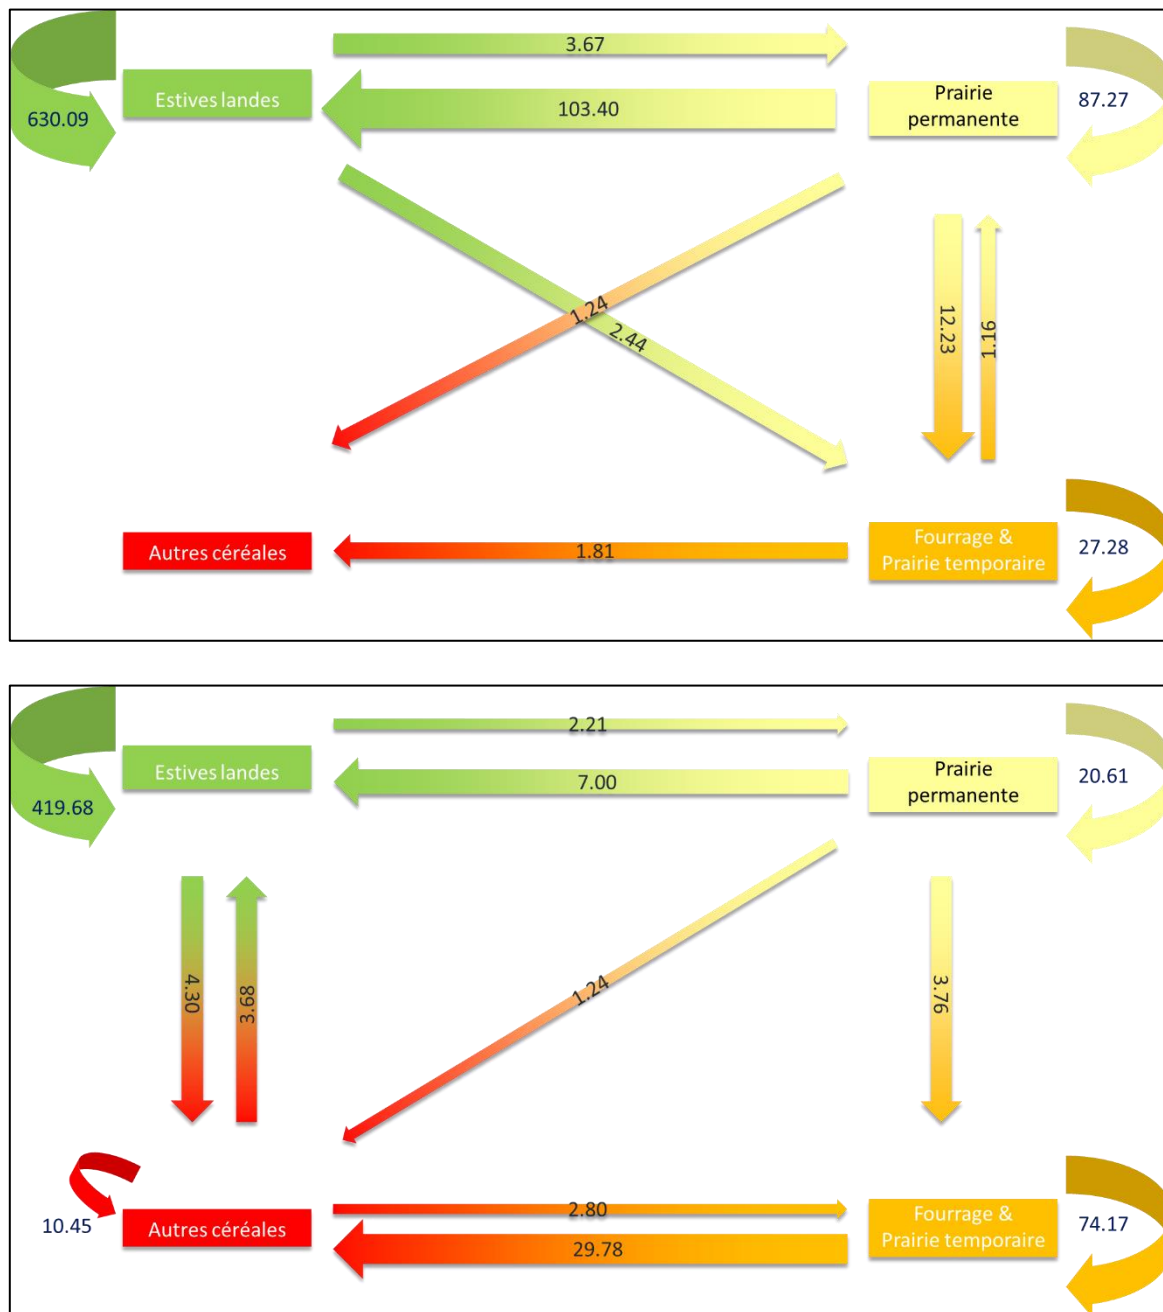 3.67
Estives landes
630.09
103.40
Prairie
permanente
87.27
1.24
2.44
12.23
1.16
Autres céréales
1.81
Fourrage &
Prairie temporaire
27.28
2.21
Estives landes
419.68
7.00
Prairie
permanente
20.61
4.30
3.68
1.24
3.76
10.45
Autres céréales
2.80
29.78
Fourrage &
Prairie temporaire
74.17